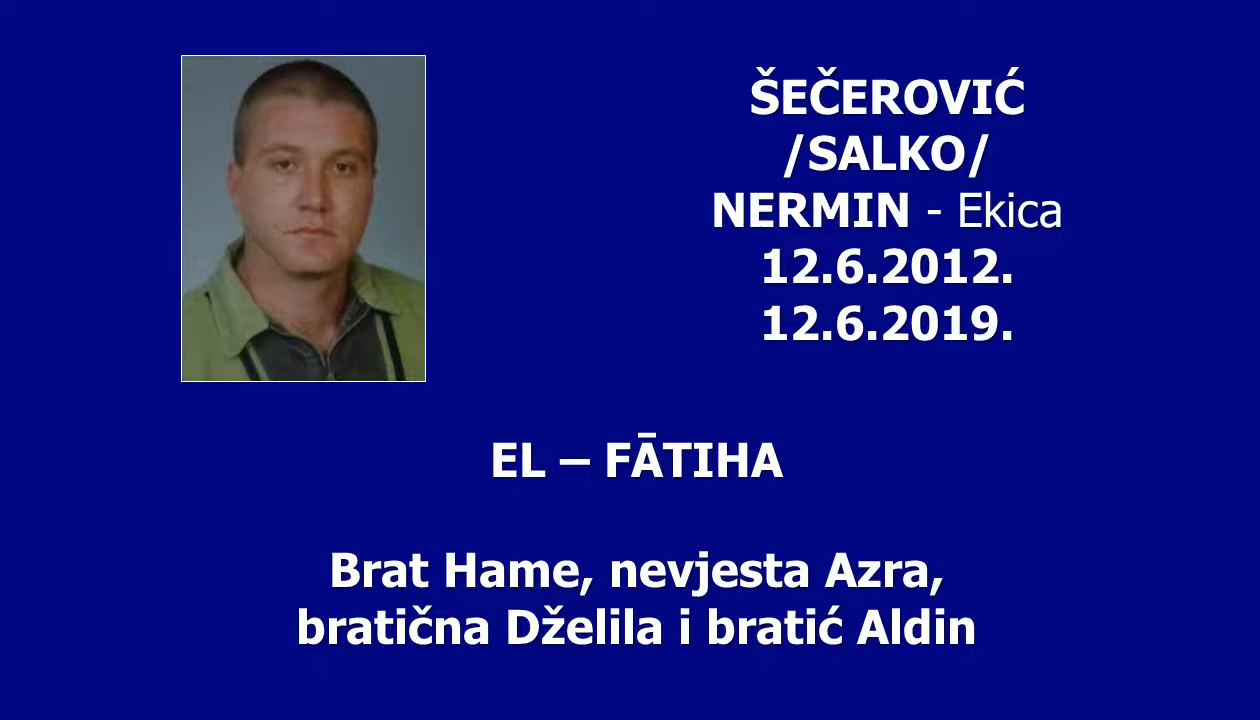 ŠEČEROVIĆ
/SALKO/
NERMIN - Ekica
12.6.2012.
12.6.2019.
EL – FĀTIHA
Brat Hame, nevjesta Azra,
bratična Dželila i bratić Aldin